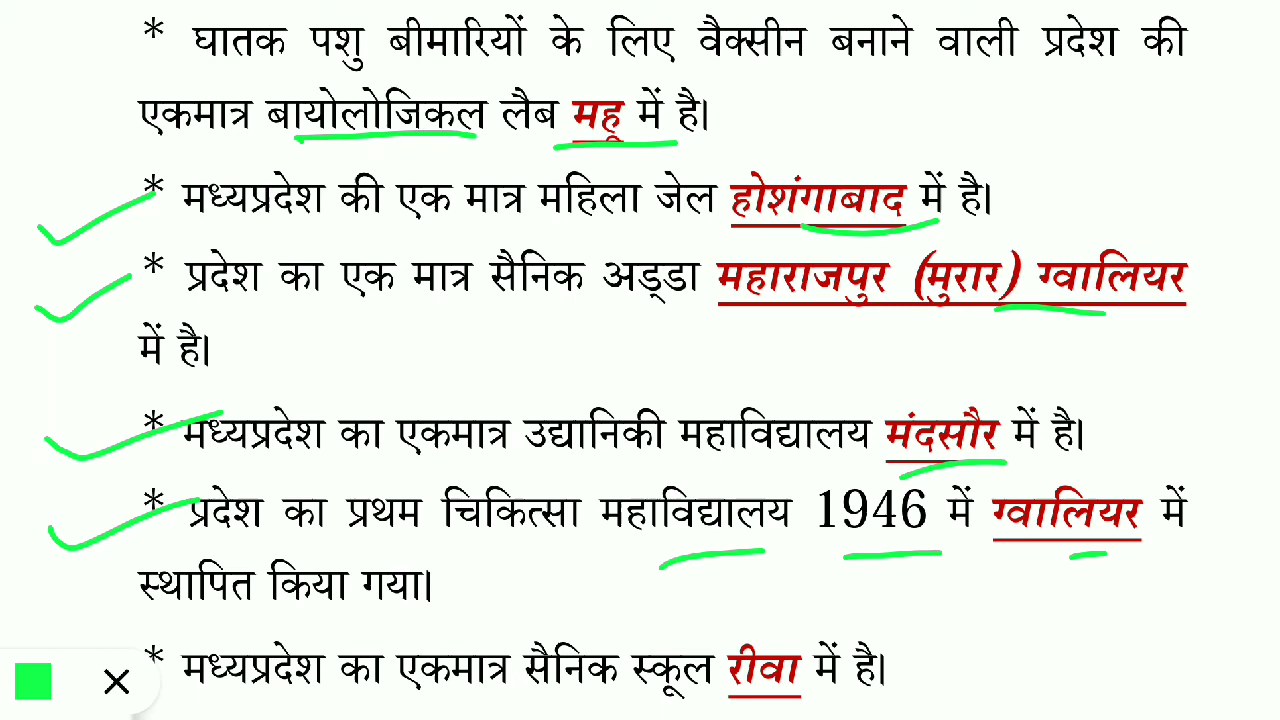 * घातक पशु बीमारियों के लिए वैक्सीन बनाने वाली प्रदेश की
एकमात्र बायोलोजिकल लैब महू में है।
* मध्यप्रदेश की एक मात्र महिला जेल होशंगाबाद में है।
* प्रदेश का एक मात्र सैनिक अड्डा महाराजपुर (मुरार) ग्वालियर
में है।
* मध्यप्रदेश का एकमात्र उद्यानिकी महाविद्यालय मंदसौर में है।
* प्रदेश का प्रथम चिकित्सा महाविद्यालय 1946 में ग्वालियर में
स्थापित किया गया।
* मध्यप्रदेश का एकमात्र सैनिक स्कूल रीवा में है।